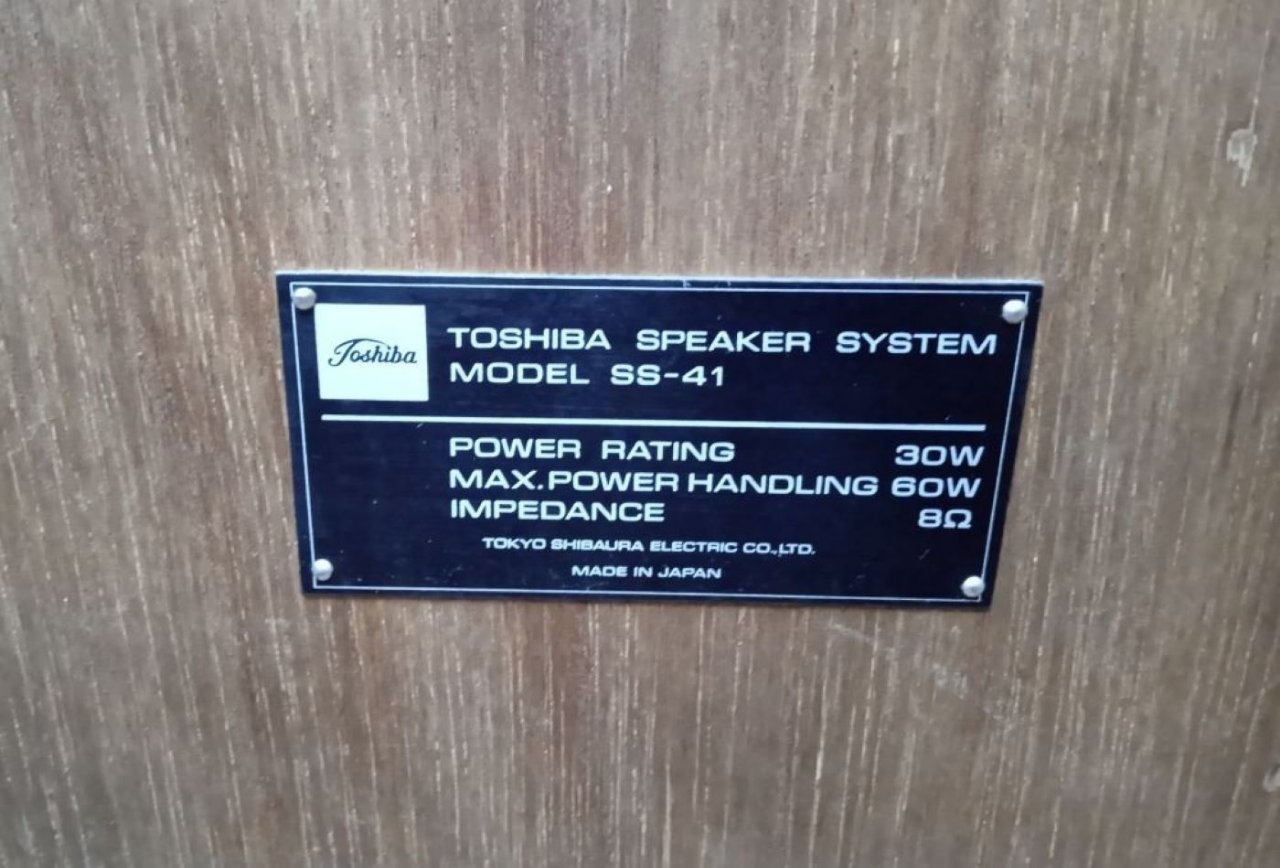 Toshiba
TOSHIBA SPEAKER SYSTEM
MODEL SS-41
POWER RATING 30W
MAX. POWER HANDLING 60W
IMPEDANCE 8Ω
TOKYO SHIBAURA ELECTRIC CO.,LTD.
MADE IN JAPAN